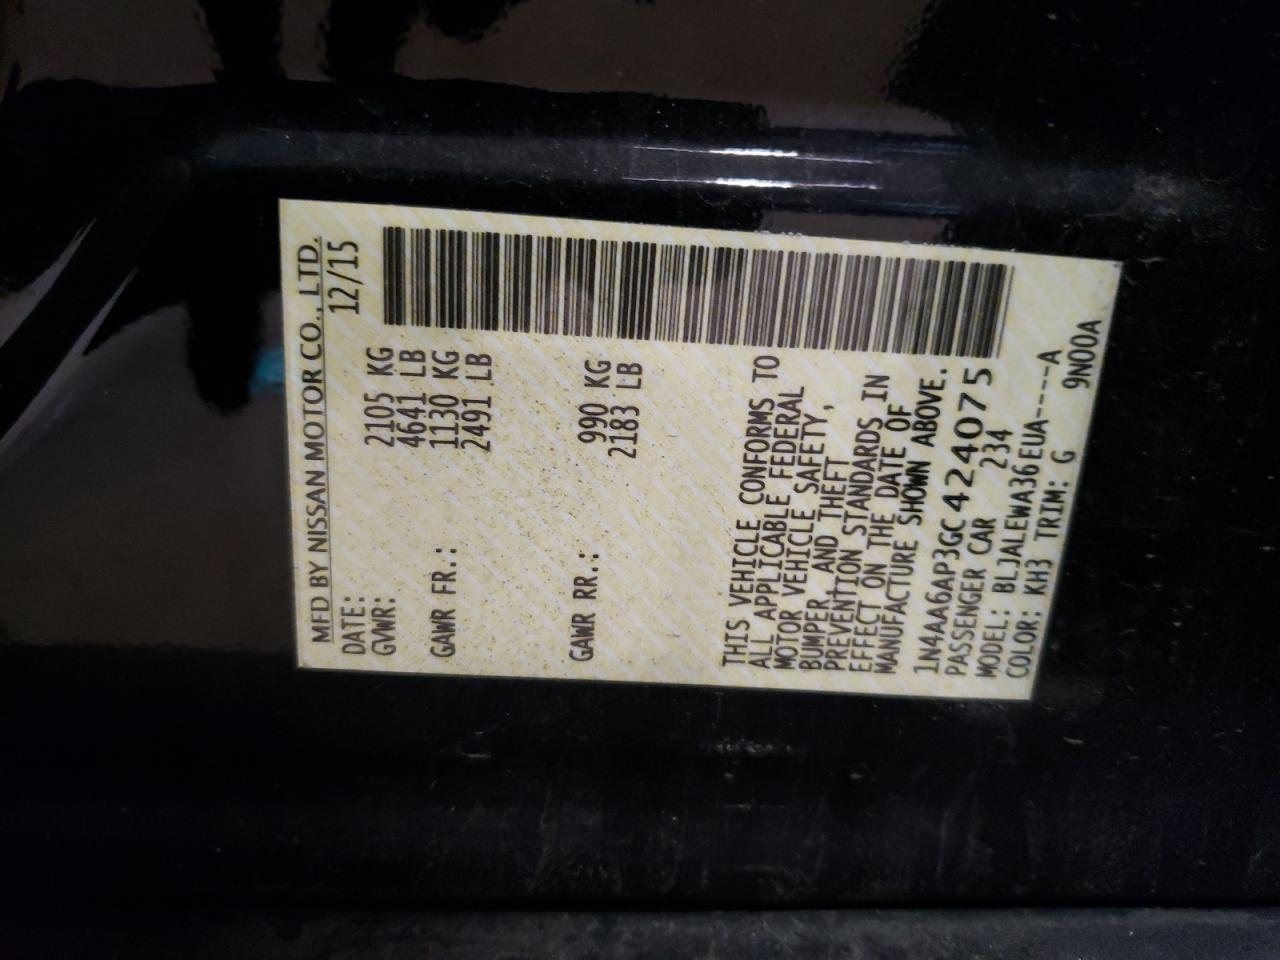 MFD BY NISSAN MOTOR CO., LTD.
DATE: 12/15
GVWR: 2105 KG
4641 LB
GAWR FR.: 1130 KG
2491 LB
GAWR RR.: 990 KG
2183 LB
THIS VEHICLE CONFORMS TO
ALL APPLICABLE FEDERAL
MOTOR VEHICLE SAFETY,
BUMPER, AND THEFT
PREVENTION STANDARDS IN
EFFECT ON THE DATE OF
MANUFACTURE SHOWN ABOVE.
1N4AA6AP3GC424075
PASSENGER CAR 234
MODEL: BLJALEWA36EUA-----A
COLOR: KH3 TRIM: G 9N00A